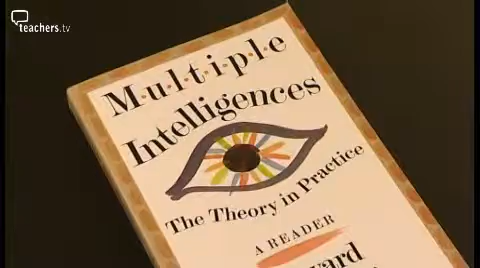 teachers.tv
M·u·l·t·i·p·l·e
Intelligences
The Theory in Practice
A READER